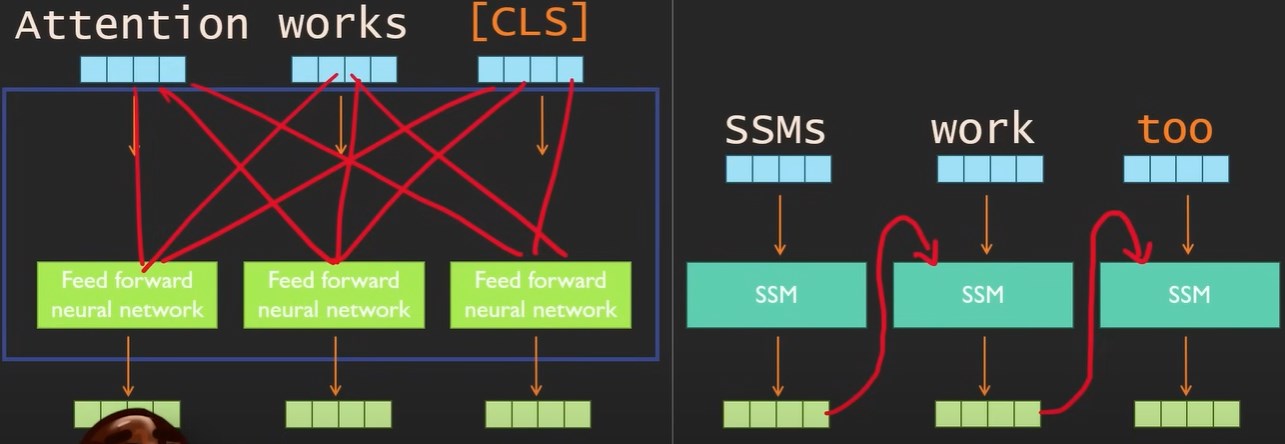 Attention works [CLS]
SSMs work too
Feed forward
neural network
Feed forward
neural network
Feed forward
neural network
SSM
SSM
SSM